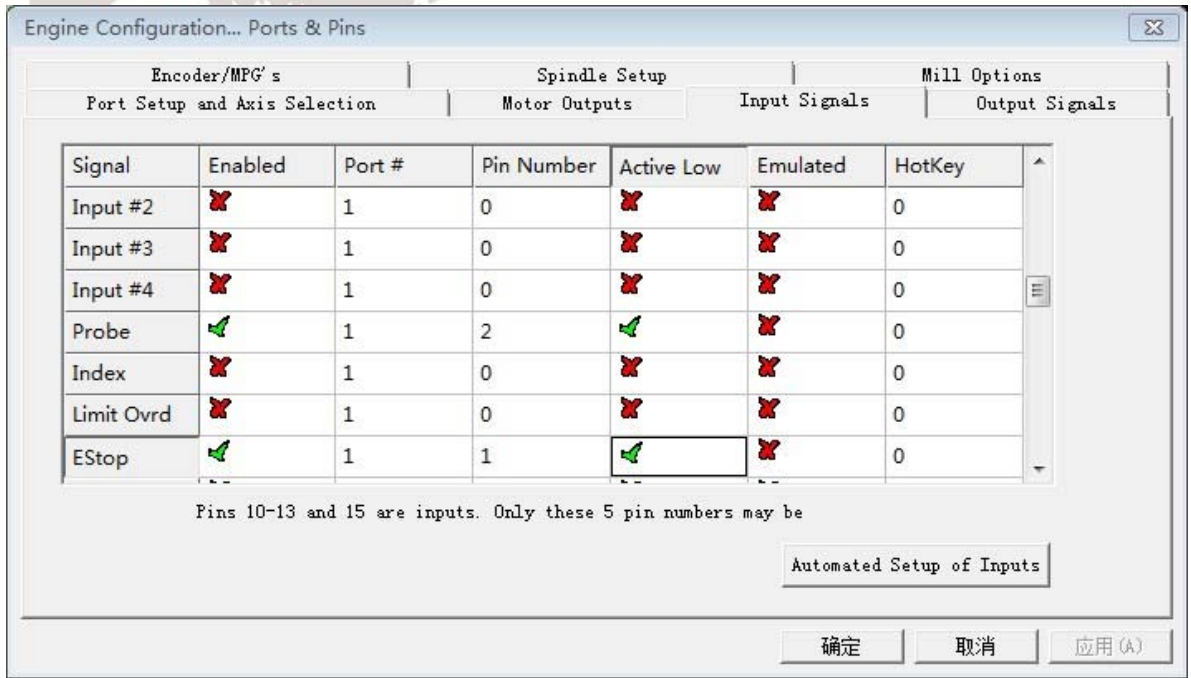 Engine Configuration... Ports & Pins
Encoder/MPG's Spindle Setup Mill Options
Port Setup and Axis Selection Motor Outputs Input Signals Output Signals
Signal Enabled Port # Pin Number Active Low Emulated HotKey
Input #2 1 0 0
Input #3 1 0 0
Input #4 1 0 0
Probe 1 2 0
Index 1 0 0
Limit Ovrd 1 0 0
EStop 1 1 0
Pins 10-13 and 15 are inputs. Only these 5 pin numbers may be
Automated Setup of Inputs
确定 取消 应用(A)